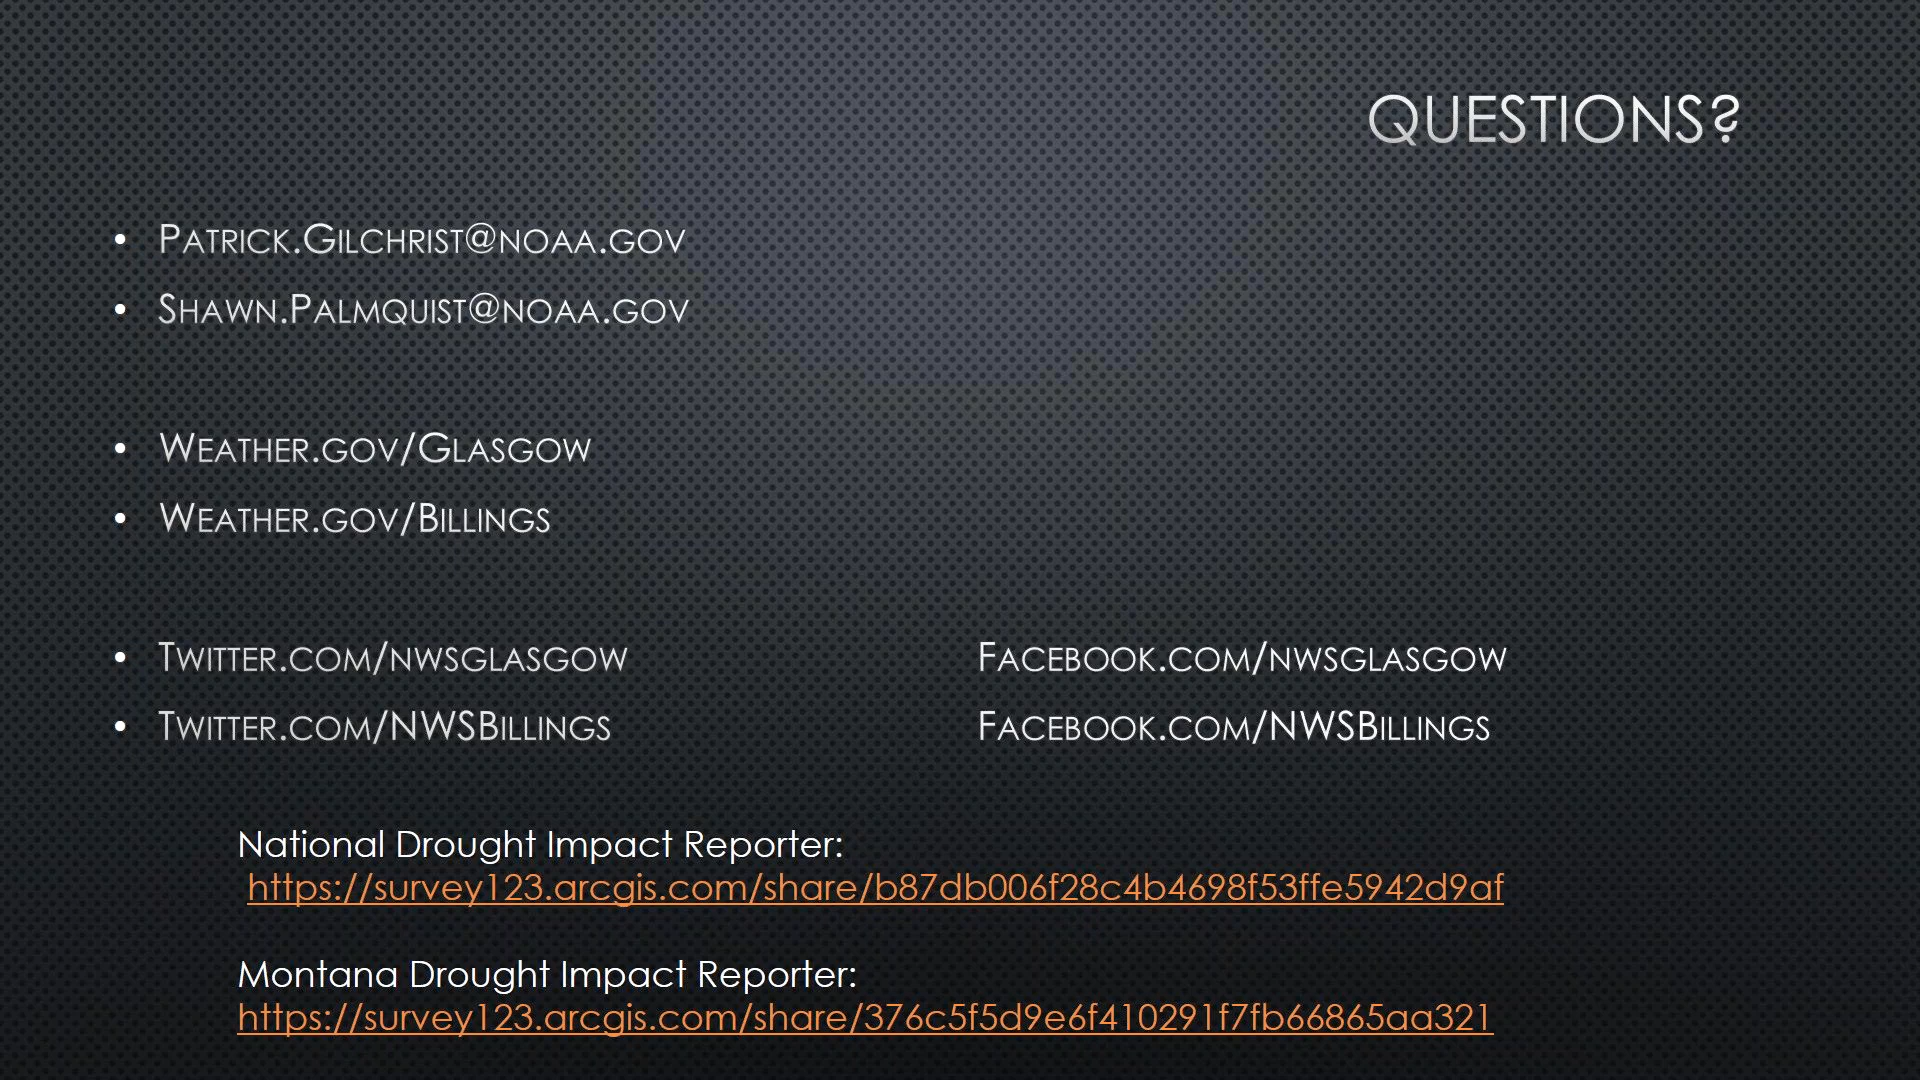 QUESTIONS?
• Patrick.Gilchrist@noaa.gov
• Shawn.Palmquist@noaa.gov
• Weather.gov/Glasgow
• Weather.gov/Billings
• Twitter.com/nwsglasgow Facebook.com/nwsglasgow
• Twitter.com/NWSBillings Facebook.com/NWSBillings
National Drought Impact Reporter:
https://survey123.arcgis.com/share/b87db006f28c4b4698f53ffe5942d9af
Montana Drought Impact Reporter:
https://survey123.arcgis.com/share/376c5f5d9e6f410291f7fb66865aa321